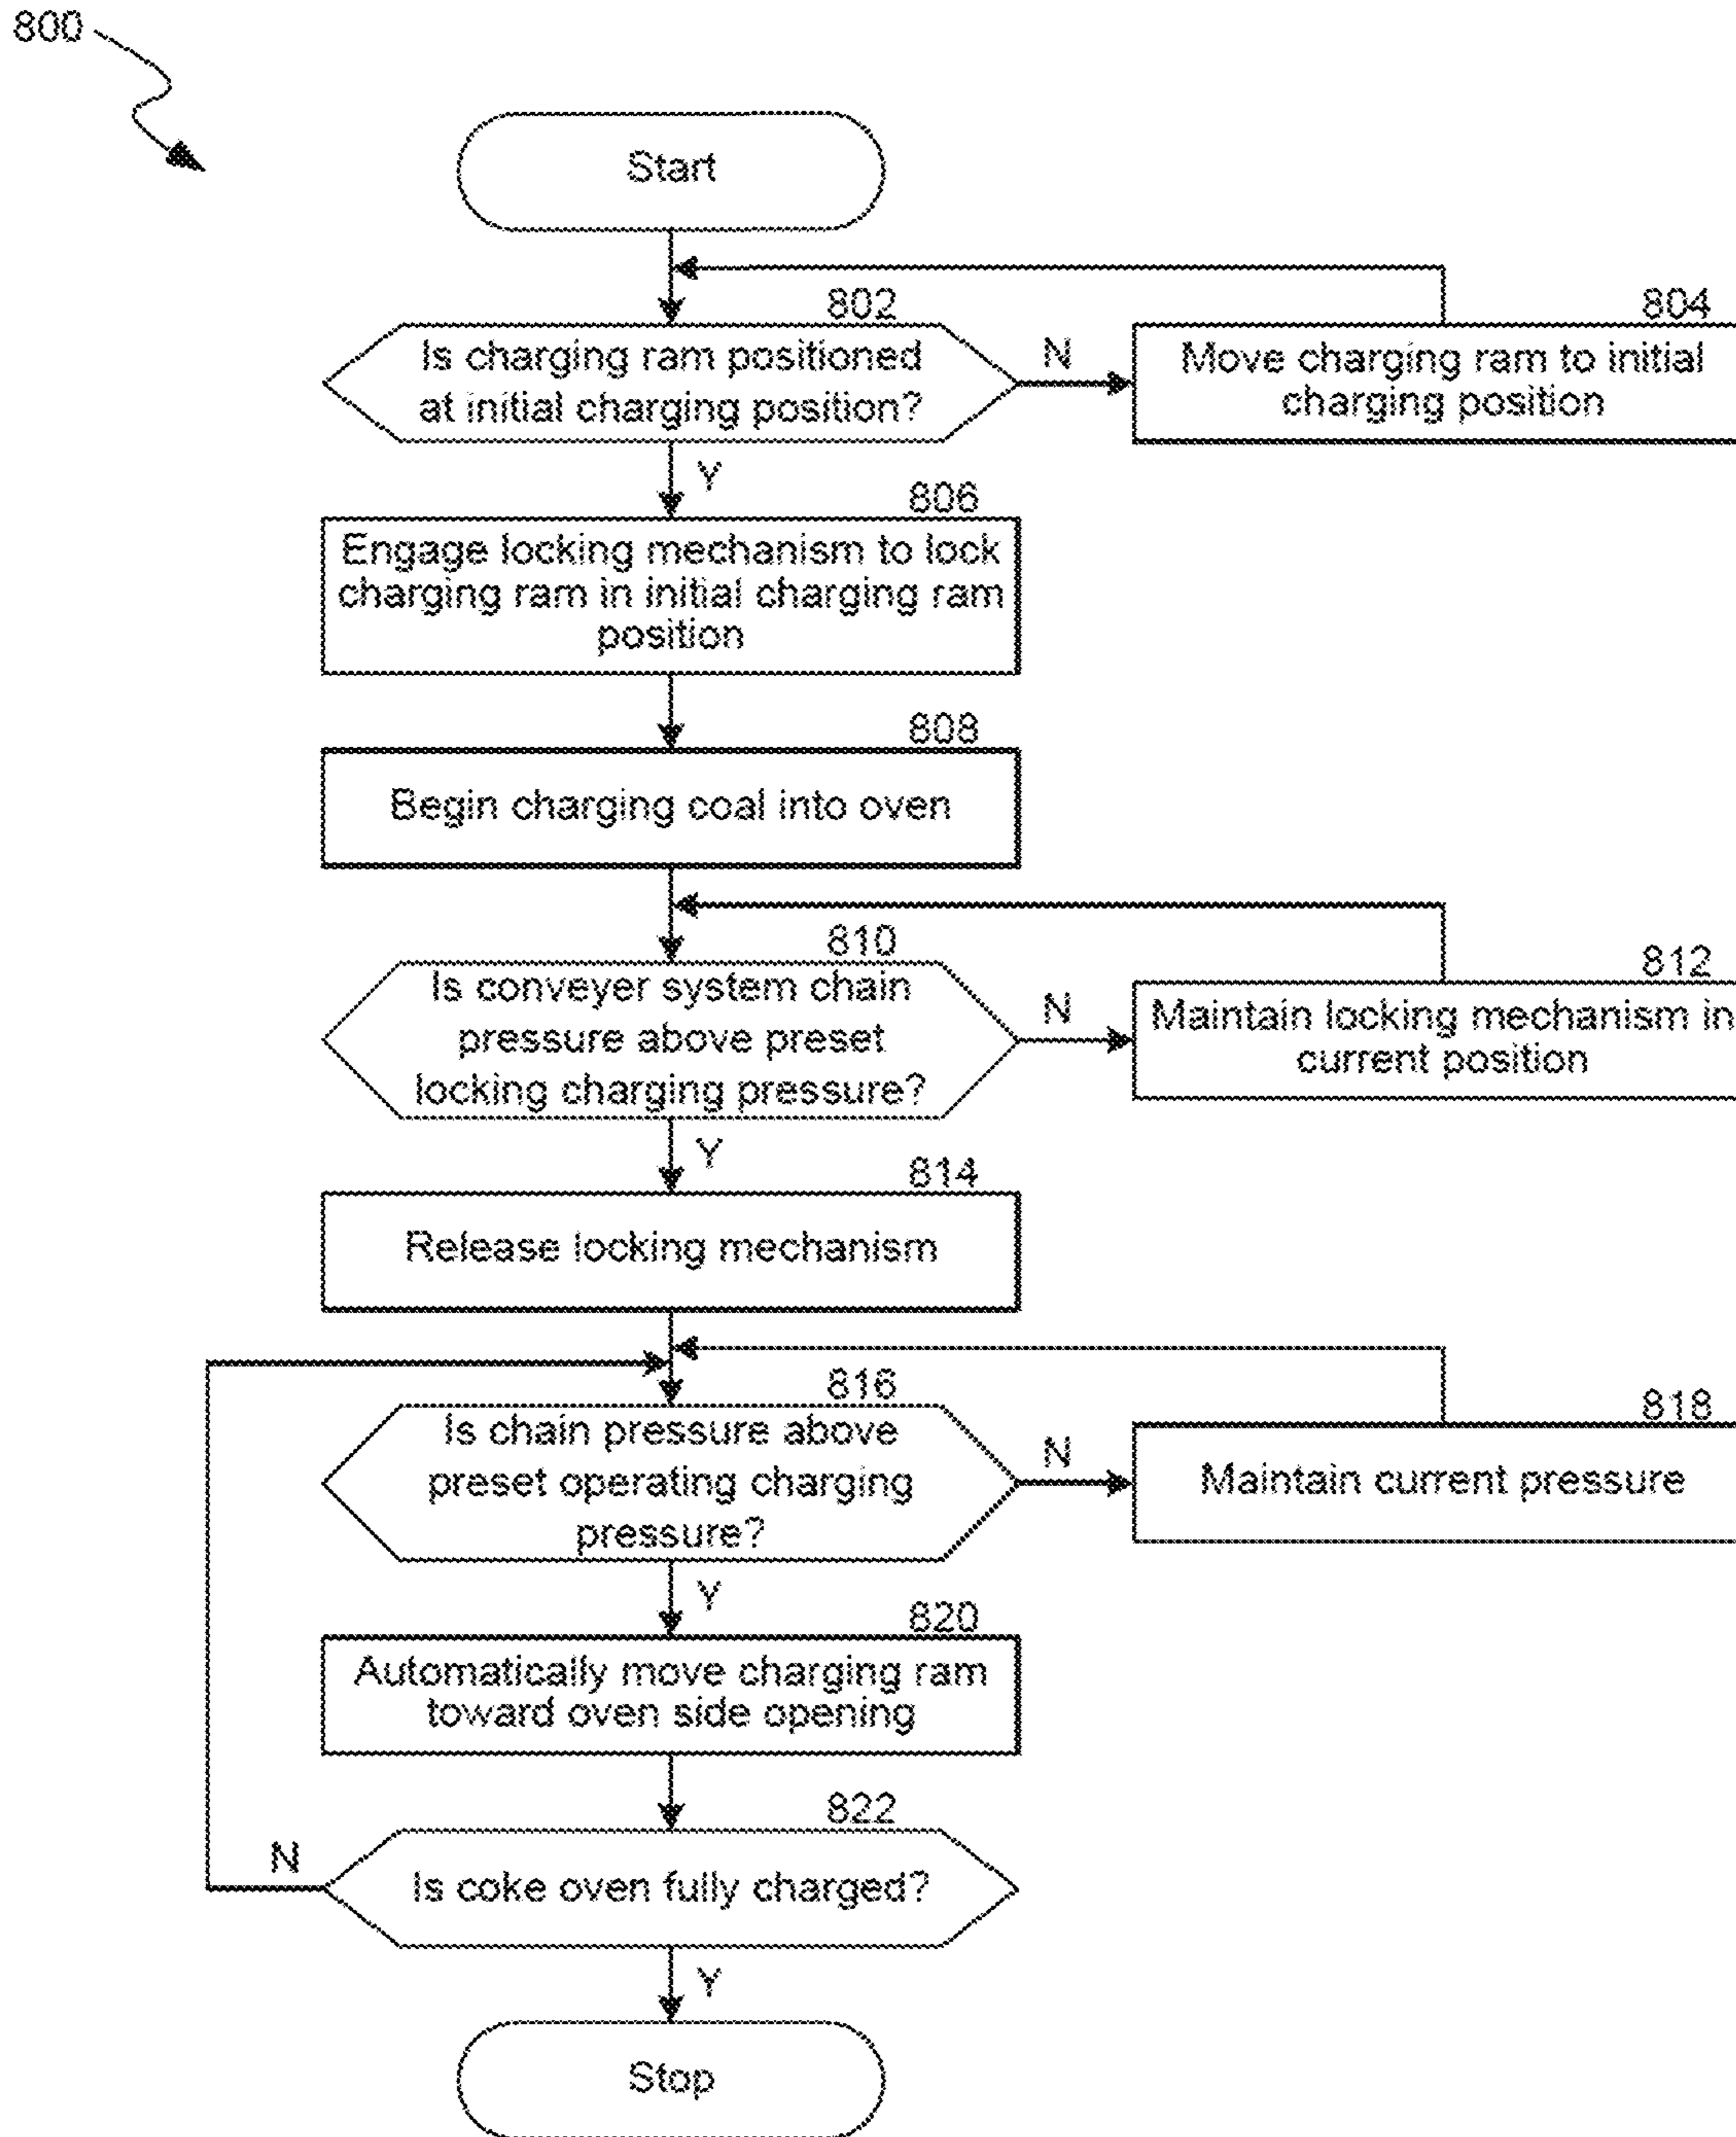 800
Start
802
Is charging ram positioned
at initial charging position?
N
804
Move charging ram to initial
charging position
Y
806
Engage locking mechanism to lock
charging ram in initial charging ram
position
808
Begin charging coal into oven
810
Is conveyer system chain
pressure above preset
locking charging pressure?
N
812
Maintain locking mechanism in
current position
Y
814
Release locking mechanism
816
Is chain pressure above
preset operating charging
pressure?
N
818
Maintain current pressure
Y
820
Automatically move charging ram
toward oven side opening
822
N
Is coke oven fully charged?
Y
Stop